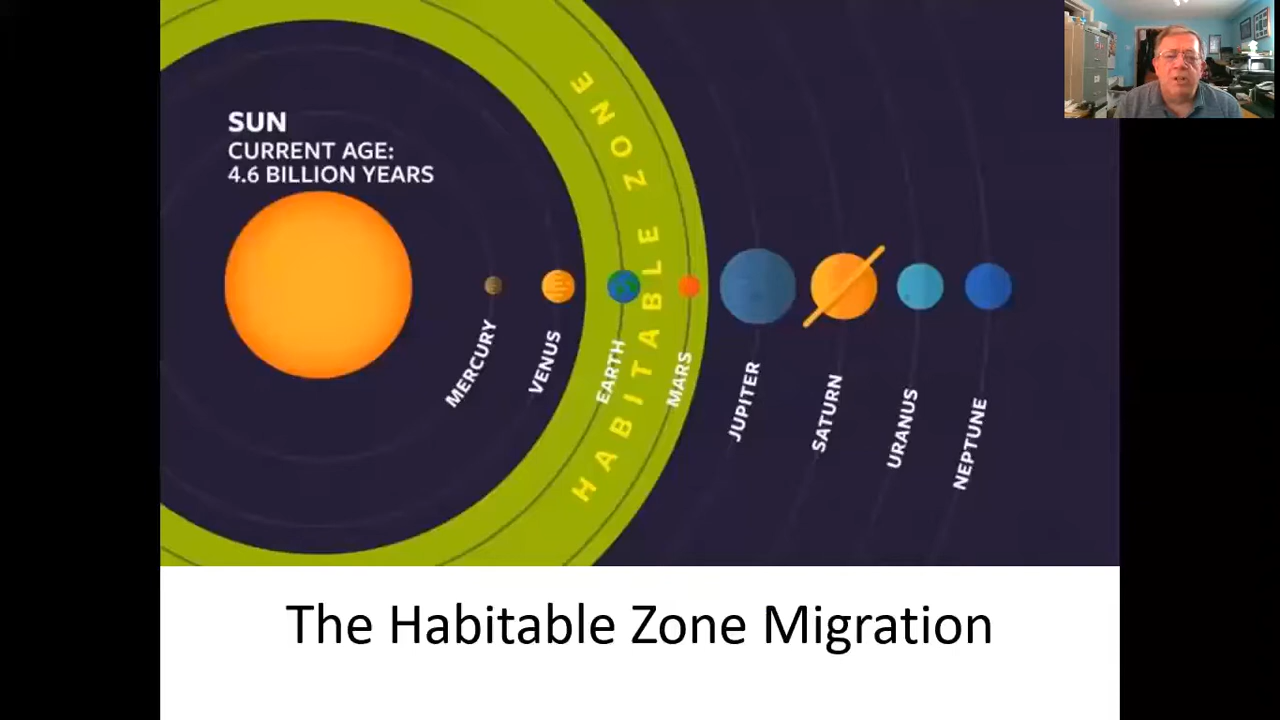 SUN
CURRENT AGE:
4.6 BILLION YEARS
HABITABLE ZONE
MERCURY
VENUS
EARTH
MARS
JUPITER
SATURN
URANUS
NEPTUNE
The Habitable Zone Migration